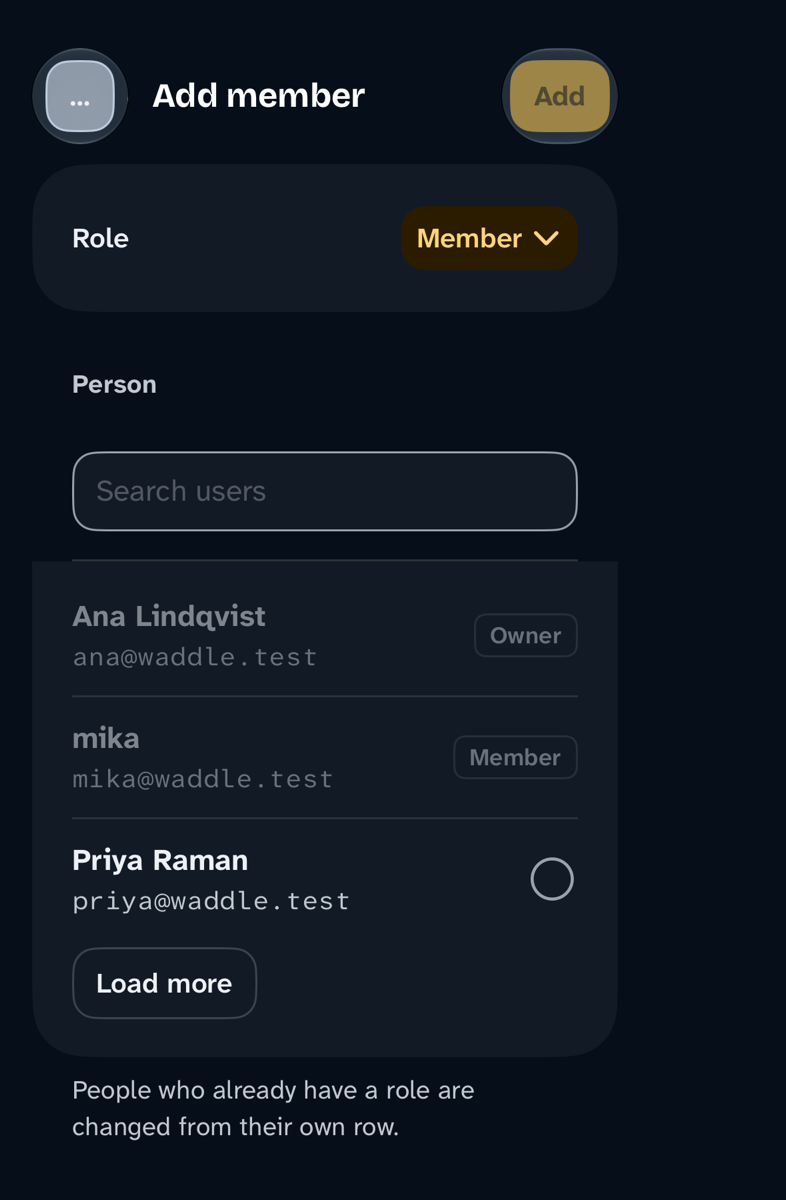 ...
Add member
Add
Role
Member
Person
Search users
Ana Lindqvist
ana@waddle.test
Owner
mika
mika@waddle.test
Member
Priya Raman
priya@waddle.test
Load more
People who already have a role are
changed from their own row.